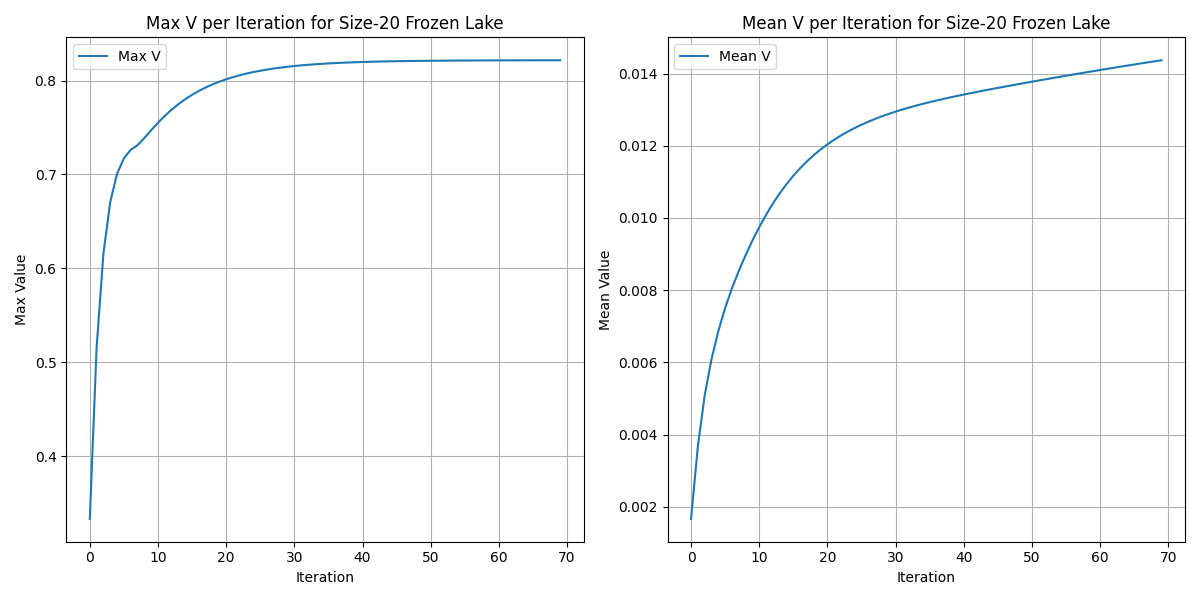 Max V per Iteration for Size-20 Frozen Lake
Max V
Max Value
0.8
0.7
0.6
0.5
0.4
0 10 20 30 40 50 60 70
Iteration
Mean V per Iteration for Size-20 Frozen Lake
Mean V
Mean Value
0.014
0.012
0.010
0.008
0.006
0.004
0.002
0 10 20 30 40 50 60 70
Iteration